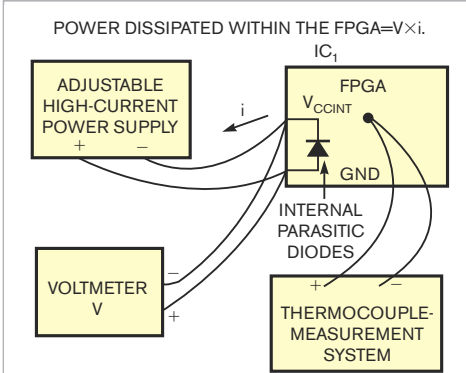 POWER DISSIPATED WITHIN THE FPGA=V×i.
IC1
ADJUSTABLE
HIGH-CURRENT
POWER SUPPLY
+ −
i
FPGA
VCCINT
GND
INTERNAL
PARASITIC
DIODES
VOLTMETER
V
−
+
+ −
THERMOCOUPLE-
MEASUREMENT
SYSTEM